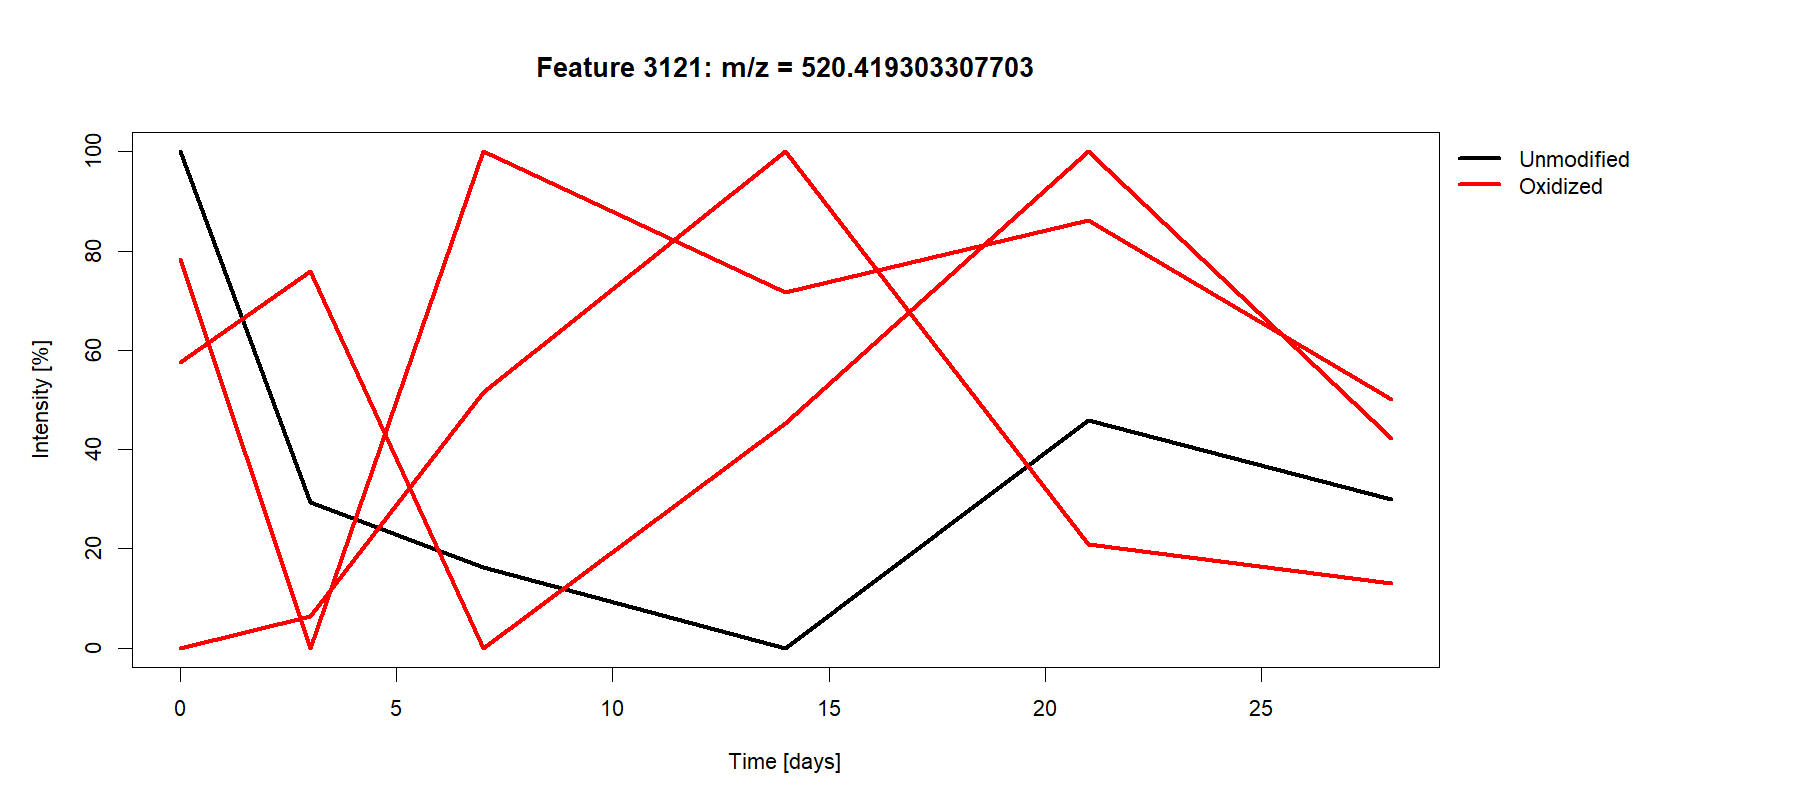 Feature 3121: m/z = 520.419303307703
Unmodified
Oxidized
100
80
60
40
20
0
Intensity [%]
0 5 10 15 20 25
Time [days]